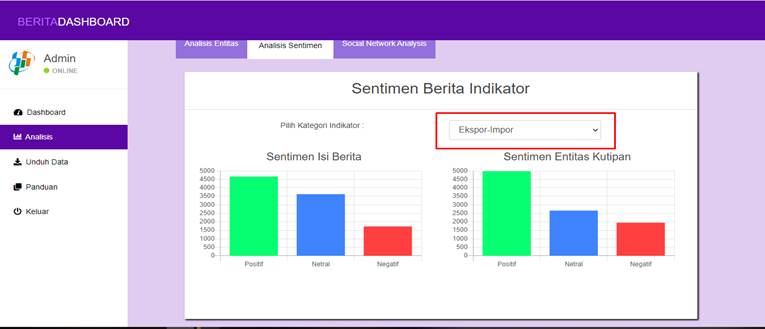 BERITADASHBOARD
Admin
ONLINE
Dashboard
Analisis
Unduh Data
Panduan
Keluar
Analisis Entitas Analisis Sentimen Social Network Analysis
Sentimen Berita Indikator
Pilih Kategori Indikator : Ekspor-Impor
Sentimen Isi Berita
5000
4500
4000
3500
3000
2500
2000
1500
1000
500
0
Positif Netral Negatif
Sentimen Entitas Kutipan
5000
4500
4000
3500
3000
2500
2000
1500
1000
500
0
Positif Netral Negatif